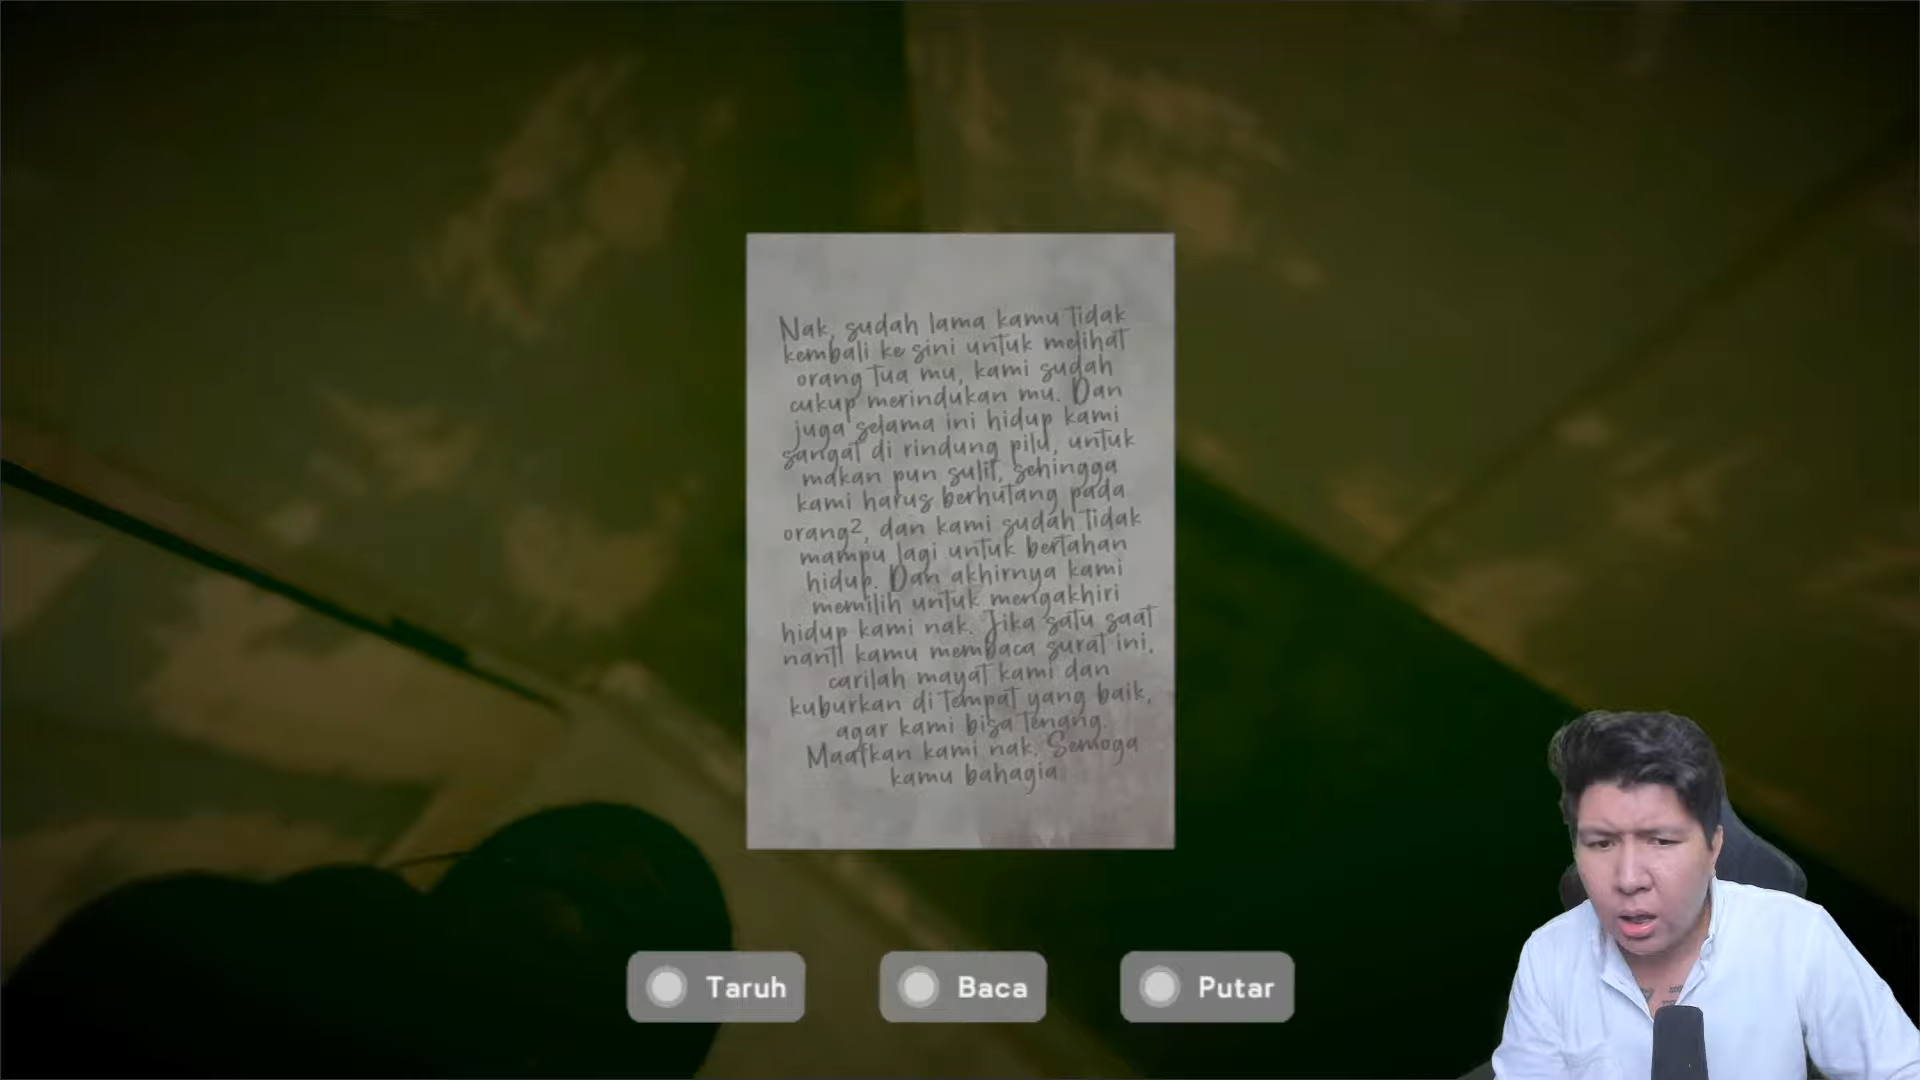 Nak, sudah lama kamu tidak
kembali ke sini untuk melihat
orang tua mu, kami sudah
cukup merindukan mu. Dan
juga selama ini hidup kami
sangat di rindung pilu, untuk
makan pun sulit, sehingga
kami harus berhutang pada
orang2, dan kami sudah tidak
mampu lagi untuk bertahan
hidup. Dan akhirnya kami
memilih untuk mengakhiri
hidup kami nak. Jika satu saat
nanti kamu membaca surat ini,
carilah mayat kami dan
kuburkan di tempat yang baik,
agar kami bisa tenang.
Maafkan kami nak. Semoga
kamu bahagia
Taruh
Baca
Putar